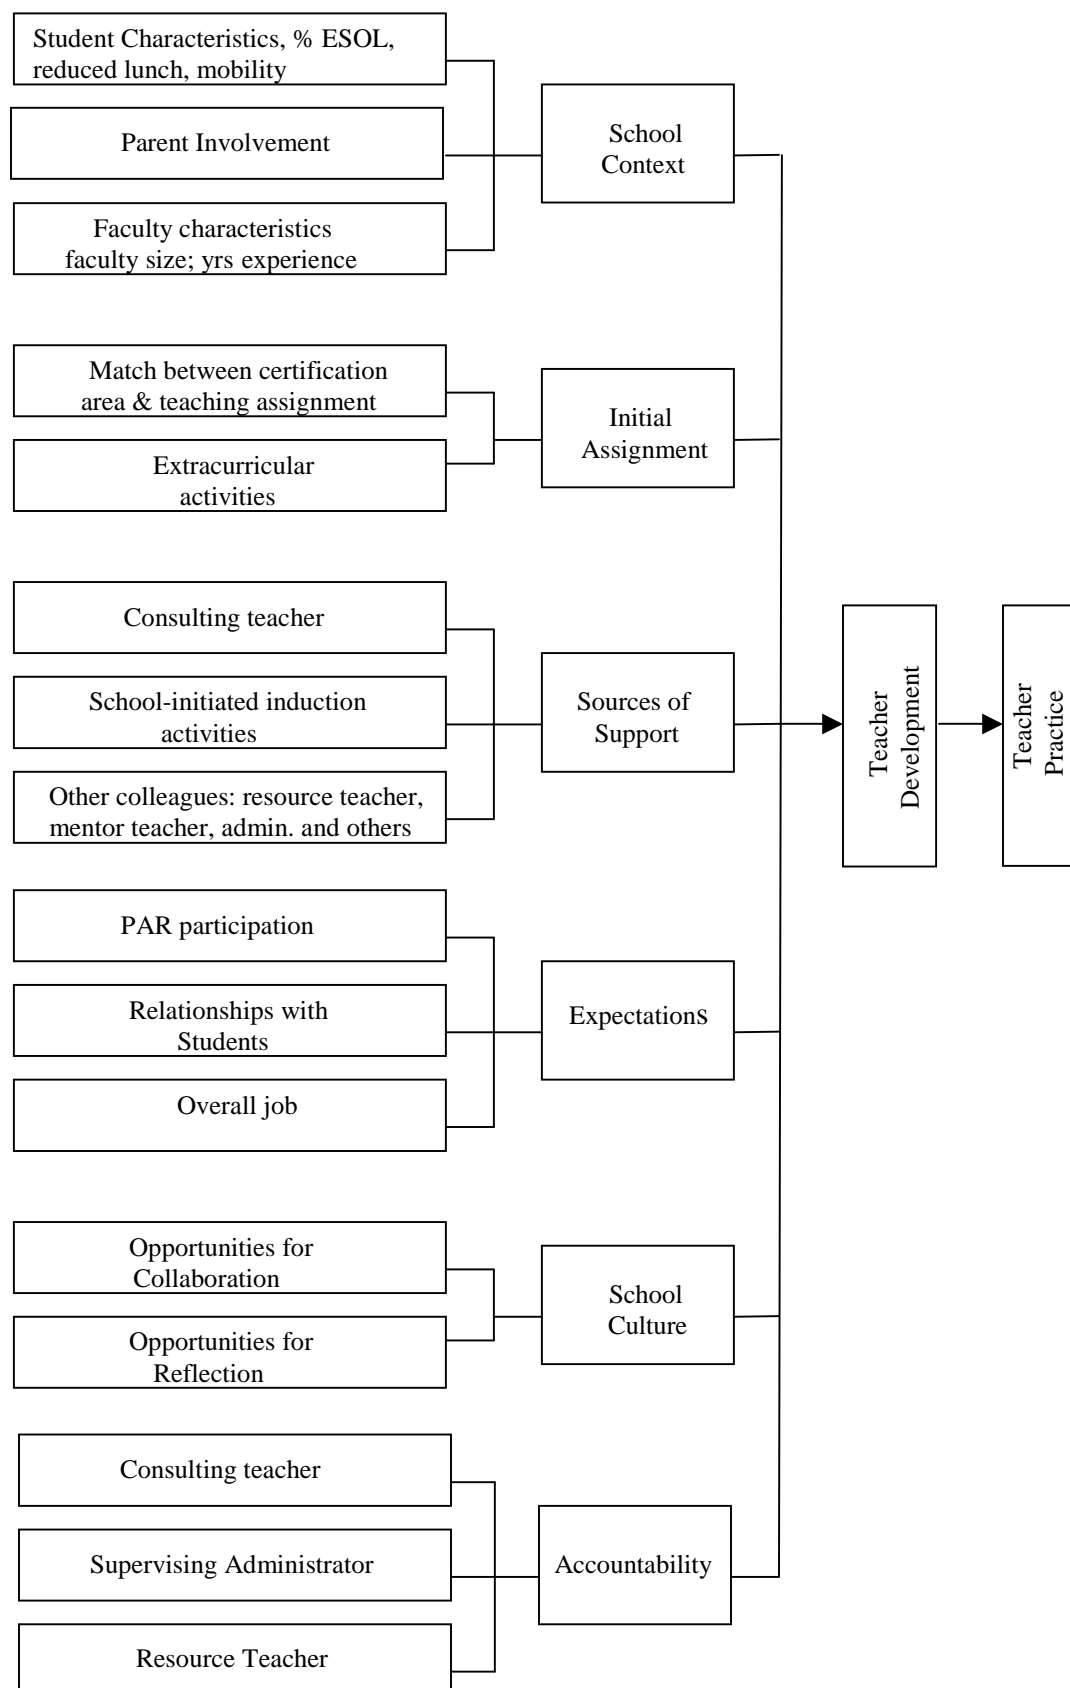 Student Characteristics, % ESOL,
reduced lunch, mobility
Parent Involvement
Faculty characteristics
faculty size; yrs experience
School
Context
Match between certification
area & teaching assignment
Extracurricular
activities
Initial
Assignment
Consulting teacher
School-initiated induction
activities
Other colleagues: resource teacher,
mentor teacher, admin. and others
Sources of
Support
Teacher
Development
Teacher
Practice
PAR participation
Relationships with
Students
Overall job
Expectations
Opportunities for
Collaboration
Opportunities for
Reflection
School
Culture
Consulting teacher
Supervising Administrator
Resource Teacher
Accountability